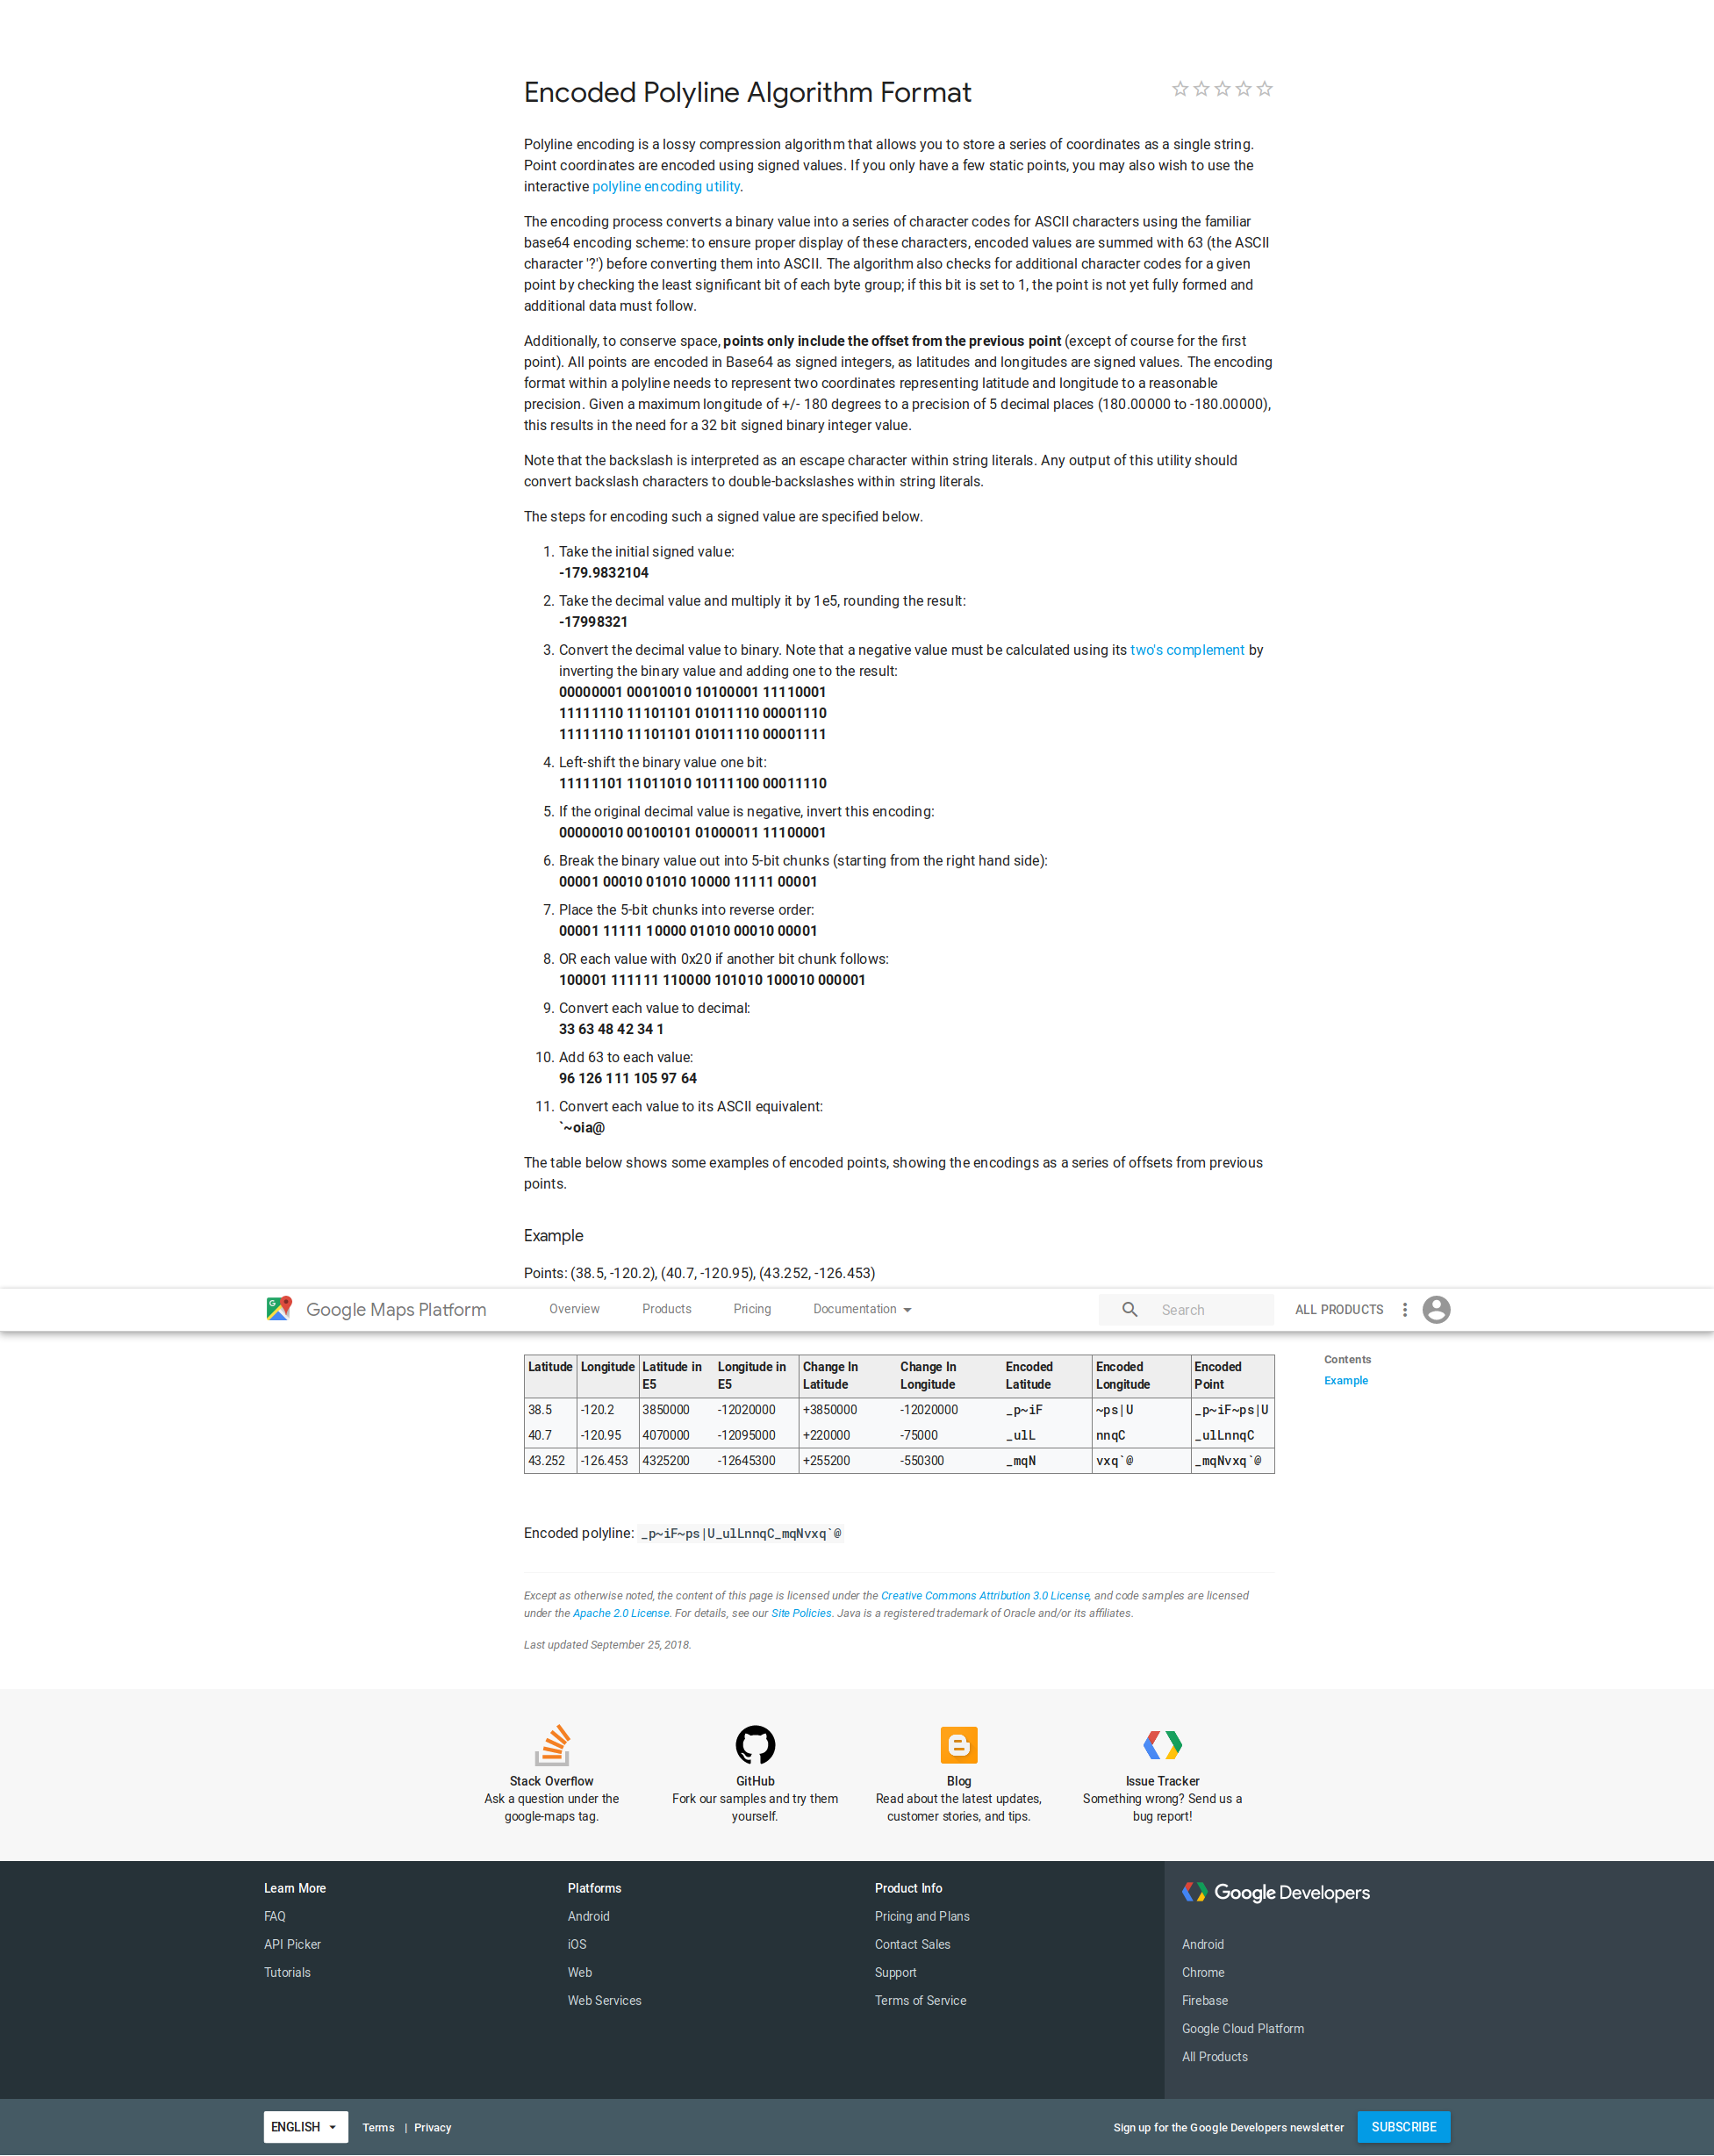 Encoded Polyline Algorithm Format
Polyline encoding is a lossy compression algorithm that allows you to store a series of coordinates as a single string.
Point coordinates are encoded using signed values. If you only have a few static points, you may also wish to use the
interactive polyline encoding utility.
The encoding process converts a binary value into a series of character codes for ASCII characters using the familiar
base64 encoding scheme: to ensure proper display of these characters, encoded values are summed with 63 (the ASCII
character '?') before converting them into ASCII. The algorithm also checks for additional character codes for a given
point by checking the least significant bit of each byte group; if this bit is set to 1, the point is not yet fully formed and
additional data must follow.
Additionally, to conserve space, points only include the offset from the previous point (except of course for the first
point). All points are encoded in Base64 as signed integers, as latitudes and longitudes are signed values. The encoding
format within a polyline needs to represent two coordinates representing latitude and longitude to a reasonable
precision. Given a maximum longitude of +/- 180 degrees to a precision of 5 decimal places (180.00000 to -180.00000),
this results in the need for a 32 bit signed binary integer value.
Note that the backslash is interpreted as an escape character within string literals. Any output of this utility should
convert backslash characters to double-backslashes within string literals.
The steps for encoding such a signed value are specified below.
1. Take the initial signed value:
-179.9832104
2. Take the decimal value and multiply it by 1e5, rounding the result:
-17998321
3. Convert the decimal value to binary. Note that a negative value must be calculated using its two's complement by
inverting the binary value and adding one to the result:
00000001 00010010 10100001 11110001
11111110 11101101 01011110 00001110
11111110 11101101 01011110 00001111
4. Left-shift the binary value one bit:
11111101 11011010 10111100 00011110
5. If the original decimal value is negative, invert this encoding:
00000010 00100101 01000011 11100001
6. Break the binary value out into 5-bit chunks (starting from the right hand side):
00001 00010 01010 10000 11111 00001
7. Place the 5-bit chunks into reverse order:
00001 11111 10000 01010 00010 00001
8. OR each value with 0x20 if another bit chunk follows:
100001 111111 110000 101010 100010 000001
9. Convert each value to decimal:
33 63 48 42 34 1
10. Add 63 to each value:
96 126 111 105 97 64
11. Convert each value to its ASCII equivalent:
`~oia@
The table below shows some examples of encoded points, showing the encodings as a series of offsets from previous
points.
Example
Points: (38.5, -120.2), (40.7, -120.95), (43.252, -126.453)
Google Maps Platform Overview Products Pricing Documentation Search ALL PRODUCTS
Contents
Example
Latitude Longitude Latitude in E5 Longitude in E5 Change In Latitude Change In Longitude Encoded Latitude Encoded Longitude Encoded Point
38.5 -120.2 3850000 -12020000 +3850000 -12020000 _p~iF ~ps|U _p~iF~ps|U
40.7 -120.95 4070000 -12095000 +220000 -75000 _ulL nnqC _ulLnnqC
43.252 -126.453 4325200 -12645300 +255200 -550300 _mqN vxq`@ _mqNvxq`@
Encoded polyline: _p~iF~ps|U_ulLnnqC_mqNvxq`@
Except as otherwise noted, the content of this page is licensed under the Creative Commons Attribution 3.0 License, and code samples are licensed
under the Apache 2.0 License. For details, see our Site Policies. Java is a registered trademark of Oracle and/or its affiliates.
Last updated September 25, 2018.
Stack Overflow
Ask a question under the
google-maps tag.
GitHub
Fork our samples and try them
yourself.
Blog
Read about the latest updates,
customer stories, and tips.
Issue Tracker
Something wrong? Send us a
bug report!
Learn More
FAQ
API Picker
Tutorials
Platforms
Android
iOS
Web
Web Services
Product Info
Pricing and Plans
Contact Sales
Support
Terms of Service
Google Developers
Android
Chrome
Firebase
Google Cloud Platform
All Products
ENGLISH Terms | Privacy Sign up for the Google Developers newsletter SUBSCRIBE